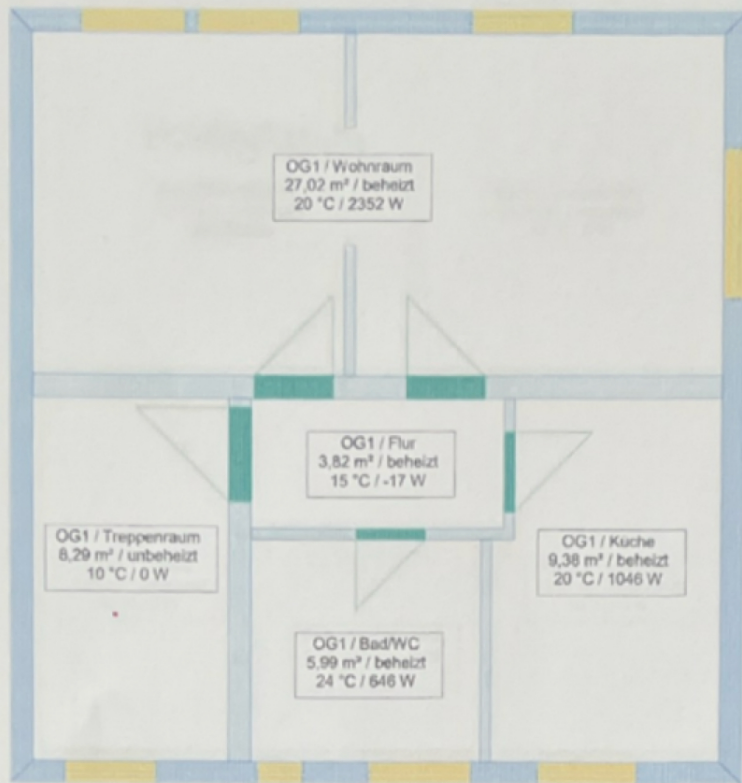 OG1 / Wohnraum
27,02 m² / beheizt
20 °C / 2352 W
OG1 / Flur
3,82 m² / beheizt
15 °C / -17 W
OG1 / Treppenraum
8,29 m² / unbeheizt
10 °C / 0 W
OG1 / Küche
9,38 m² / beheizt
20 °C / 1046 W
OG1 / Bad/WC
5,99 m² / beheizt
24 °C / 646 W